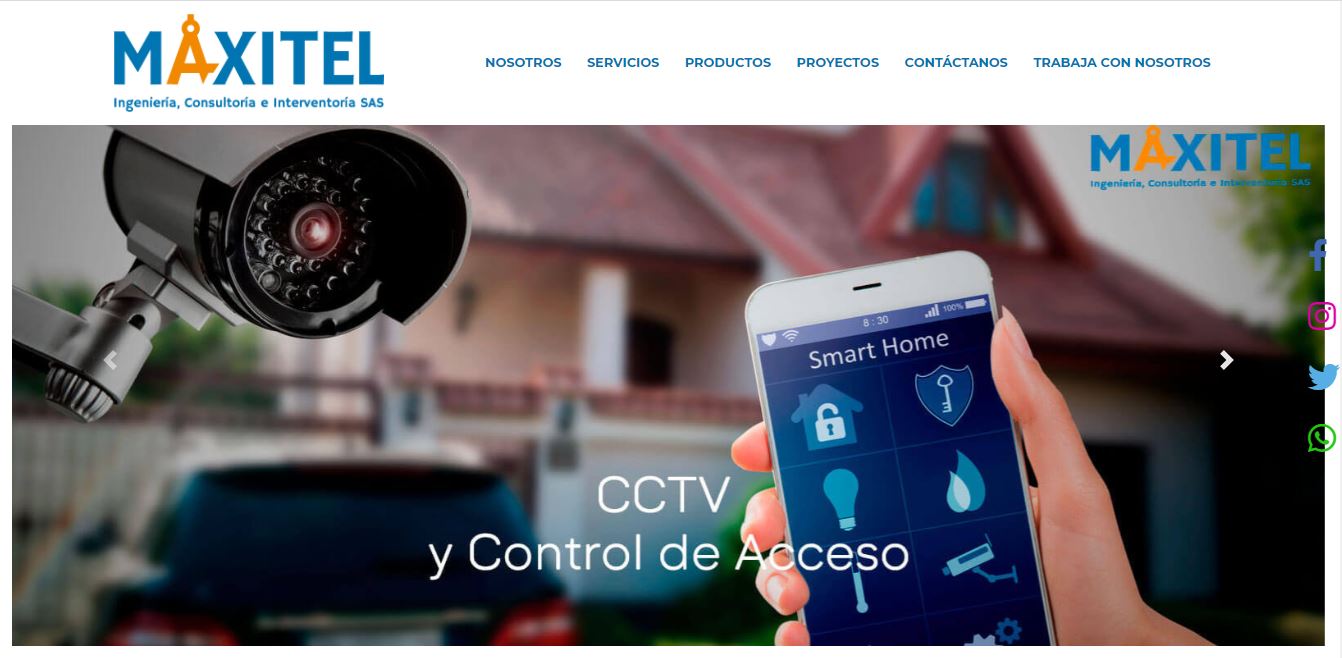 MAXITEL
Ingeniería, Consultoría e Interventoría SAS
NOSOTROS SERVICIOS PRODUCTOS PROYECTOS CONTÁCTANOS TRABAJA CON NOSOTROS
MAXITEL
Ingeniería, Consultoría e Interventoría SAS
8:30 100%
Smart Home
CCTV
y Control de Acceso